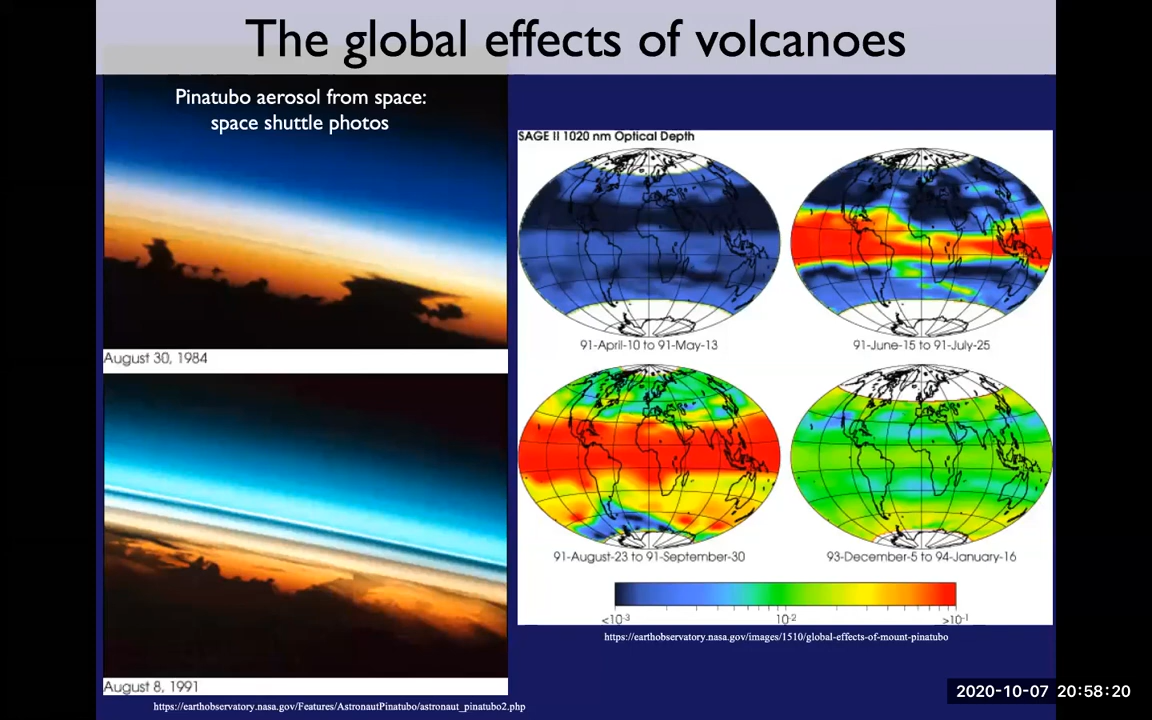 The global effects of volcanoes
Pinatubo aerosol from space:
space shuttle photos
August 30, 1984
August 8, 1991
https://earthobservatory.nasa.gov/Features/AstronautPinatubo/astronaut_pinatubo2.php
SAGE II 1020 nm Optical Depth
91-April-10 to 91-May-13
91-June-15 to 91-July-25
91-August-23 to 91-September-30
93-December-5 to 94-January-16
<10-3 10-2 >10-1
https://earthobservatory.nasa.gov/images/1510/global-effects-of-mount-pinatubo
2020-10-07 20:58:20